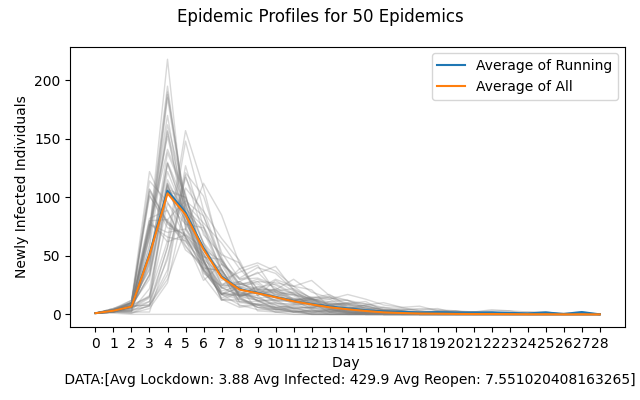 Epidemic Profiles for 50 Epidemics
Average of Running
Average of All
Newly Infected Individuals
200
150
100
50
0
0 1 2 3 4 5 6 7 8 9 10 11 12 13 14 15 16 17 18 19 20 21 22 23 24 25 26 27 28
Day
DATA:[Avg Lockdown: 3.88 Avg Infected: 429.9 Avg Reopen: 7.551020408163265]